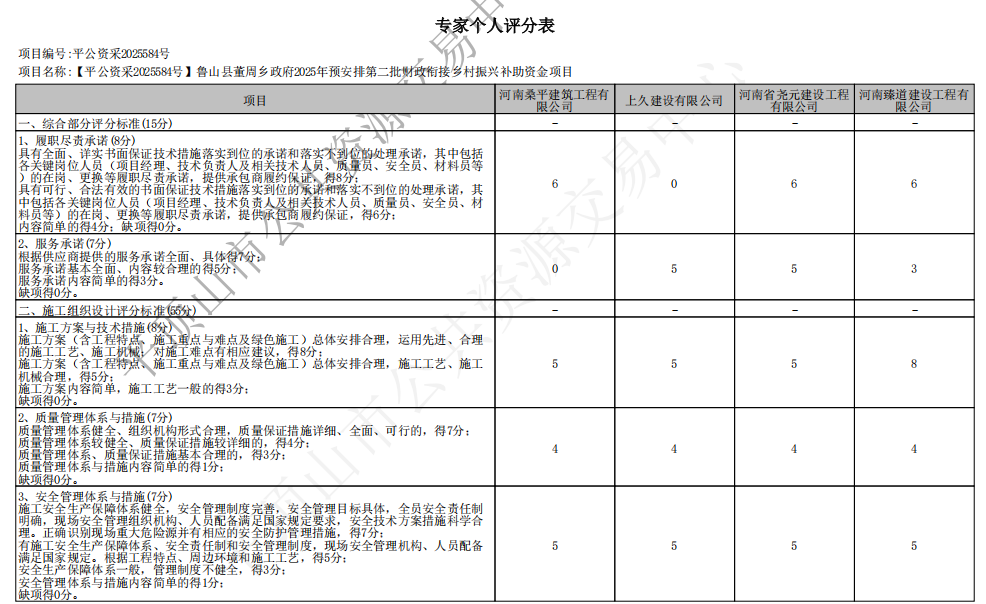 专家个人评分表
项目编号:平公资采2025584号
项目名称:【平公资采2025584号】鲁山县董周乡政府2025年预安排第二批财政衔接乡村振兴补助资金项目
项目 河南桑平建筑工程有限公司 上久建设有限公司 河南省尧元建设工程有限公司 河南臻道建设工程有限公司
一、综合部分评分标准(15分) – – – –
1、履职尽责承诺(8分)
具有全面、详实书面保证技术措施落实到位的承诺和落实不到位的处理承诺，其中包括
各关键岗位人员（项目经理、技术负责人及相关技术人员、质量员、安全员、材料员等
）的在岗、更换等履职尽责承诺，提供承包商履约保证，得8分；
具有可行、合法有效的书面保证技术措施落实到位的承诺和落实不到位的处理承诺，其
中包括各关键岗位人员（项目经理、技术负责人及相关技术人员、质量员、安全员、材
料员等）的在岗、更换等履职尽责承诺，提供承包商履约保证，得6分；
内容简单的得4分；缺项得0分。
6 0 6 6
2、服务承诺(7分)
根据供应商提供的服务承诺全面、具体得7分；
服务承诺基本全面、内容较合理的得5分；
服务承诺内容简单的得3分。
缺项得0分。
0 5 5 3
二、施工组织设计评分标准(55分) – – – –
1、施工方案与技术措施(8分)
施工方案（含工程特点、施工重点与难点及绿色施工）总体安排合理，运用先进、合理
的施工工艺、施工机械；对施工难点有相应建议，得8分；
施工方案（含工程特点、施工重点与难点及绿色施工）总体安排合理，施工工艺、施工
机械合理，得5分；
施工方案内容简单，施工工艺一般的得3分；
缺项得0分。
5 5 5 8
2、质量管理体系与措施(7分)
质量管理体系健全、组织机构形式合理，质量保证措施详细、全面、可行的，得7分；
质量管理体系较健全、质量保证措施较详细的，得4分；
质量管理体系、质量保证措施基本合理的，得3分；
质量管理体系与措施内容简单的得1分；
缺项得0分。
4 4 4 4
3、安全管理体系与措施(7分)
施工安全生产保障体系健全，安全管理制度完善，安全管理目标具体，全员安全责任制
明确，现场安全管理组织机构、人员配备满足国家规定要求，安全技术方案措施科学合
理。正确识别现场重大危险源并有相应的安全防护管理措施，得7分；
有施工安全生产保障体系、安全责任制和安全管理制度，现场安全管理机构、人员配备
满足国家规定。根据工程特点、周边环境和施工工艺，得5分；
安全生产保障体系一般，管理制度不健全，得3分；
安全管理体系与措施内容简单的得1分；
缺项得0分。
5 5 5 5
平顶山市公共资源交易中
顶山市公共资源交易中心